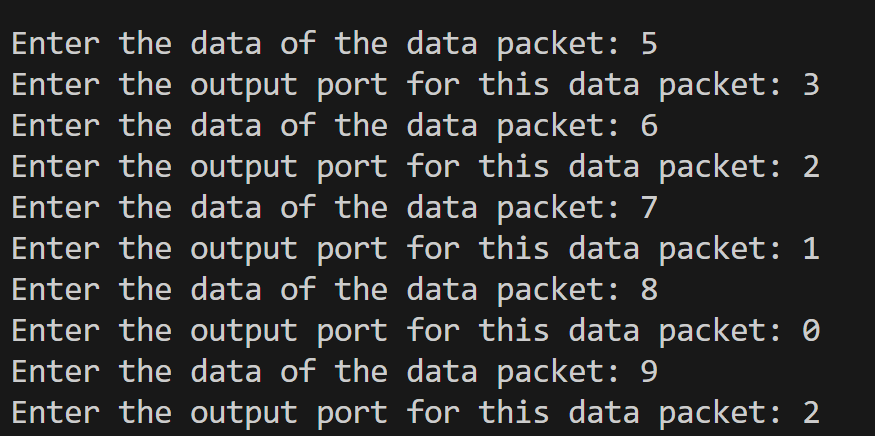 Enter the data of the data packet: 5
Enter the output port for this data packet: 3
Enter the data of the data packet: 6
Enter the output port for this data packet: 2
Enter the data of the data packet: 7
Enter the output port for this data packet: 1
Enter the data of the data packet: 8
Enter the output port for this data packet: 0
Enter the data of the data packet: 9
Enter the output port for this data packet: 2